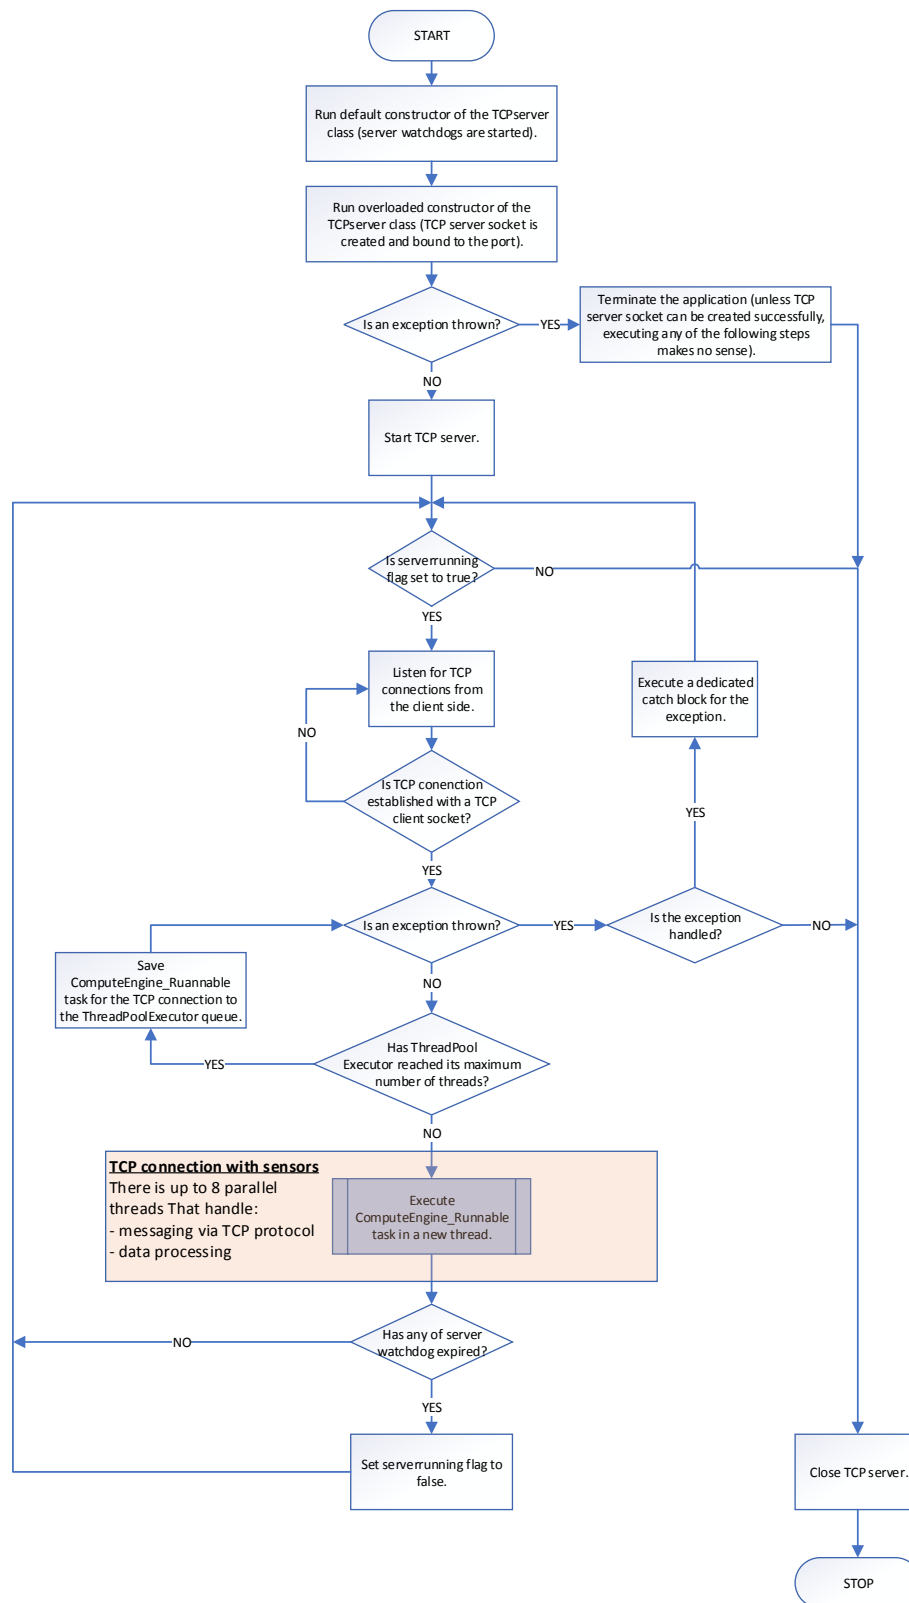 START
Run default constructor of the TCPserver
class (server watchdogs are started).
Run overloaded constructor of the
TCPserver class (TCP server socket is
created and bound to the port).
Is an exception thrown?
YES
Terminate the application (unless TCP
server socket can be created successfully,
executing any of the following steps
makes no sense).
NO
Start TCP server.
Is serverrunning
flag set to true?
NO
YES
Listen for TCP
connections from
the client side.
Execute a dedicated
catch block for the
exception.
NO
Is TCP conenction
established with a TCP
client socket?
YES
YES
Is an exception thrown?
YES
Is the exception
handled?
NO
Save
ComputeEngine_Ruannable
task for the TCP connection to
the ThreadPoolExecutor queue.
NO
Has ThreadPool
Executor reached its maximum
number of threads?
YES
NO
TCP connection with sensors
There is up to 8 parallel
threads That handle:
- messaging via TCP protocol
- data processing
Execute
ComputeEngine_Runnable
task in a new thread.
Has any of server
watchdog expired?
NO
YES
Set serverrunning flag to
false.
Close TCP server.
STOP